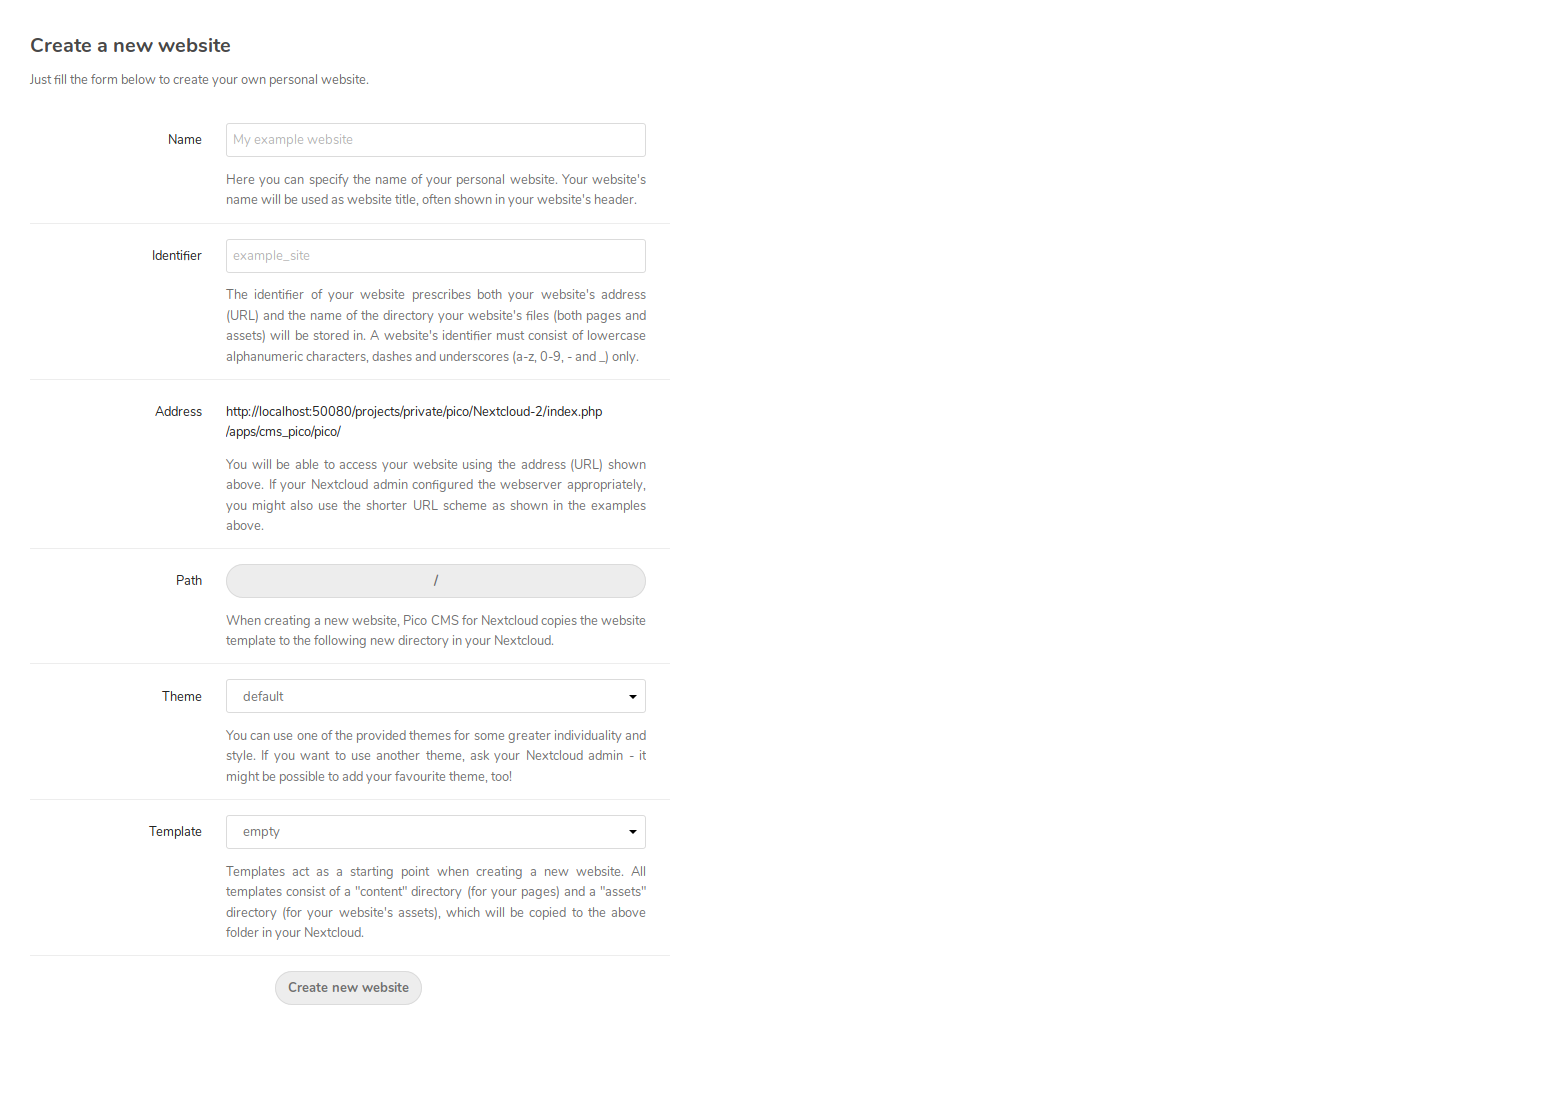 Create a new website
Just fill the form below to create your own personal website.
Name
My example website
Here you can specify the name of your personal website. Your website's
name will be used as website title, often shown in your website's header.
Identifier
example_site
The identifier of your website prescribes both your website's address
(URL) and the name of the directory your website's files (both pages and
assets) will be stored in. A website's identifier must consist of lowercase
alphanumeric characters, dashes and underscores (a-z, 0-9, - and _) only.
Address
http://localhost:50080/projects/private/pico/Nextcloud-2/index.php
/apps/cms_pico/pico/
You will be able to access your website using the address (URL) shown
above. If your Nextcloud admin configured the webserver appropriately,
you might also use the shorter URL scheme as shown in the examples
above.
Path
/
When creating a new website, Pico CMS for Nextcloud copies the website
template to the following new directory in your Nextcloud.
Theme
default
You can use one of the provided themes for some greater individuality and
style. If you want to use another theme, ask your Nextcloud admin - it
might be possible to add your favourite theme, too!
Template
empty
Templates act as a starting point when creating a new website. All
templates consist of a "content" directory (for your pages) and a "assets"
directory (for your website's assets), which will be copied to the above
folder in your Nextcloud.
Create new website